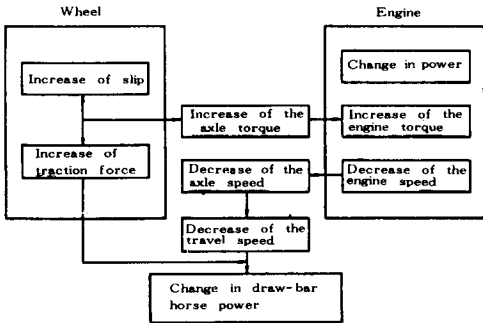 Wheel
Engine
Increase of slip
Change in power
Increase of the
axle torque
Increase of the
engine torque
Increase of
traction force
Decrease of the
axle speed
Decrease of the
engine speed
Decrease of the
travel speed
Change in draw-bar
horse power